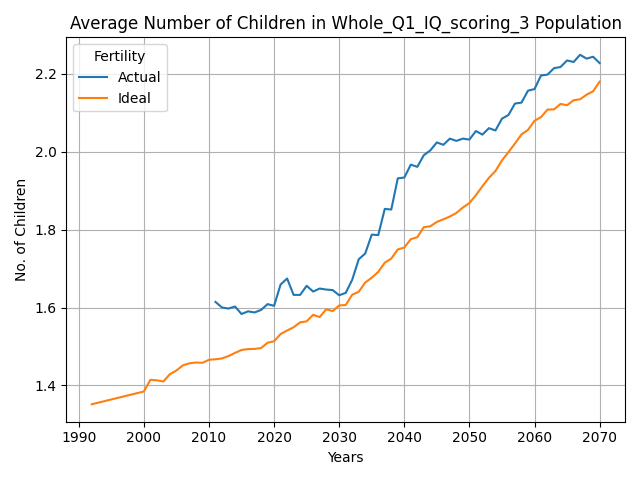 Average Number of Children in Whole_Q1_IQ_scoring_3 Population
Fertility
Actual
Ideal
No. of Children
2.2
2.0
1.8
1.6
1.4
1990 2000 2010 2020 2030 2040 2050 2060 2070
Years